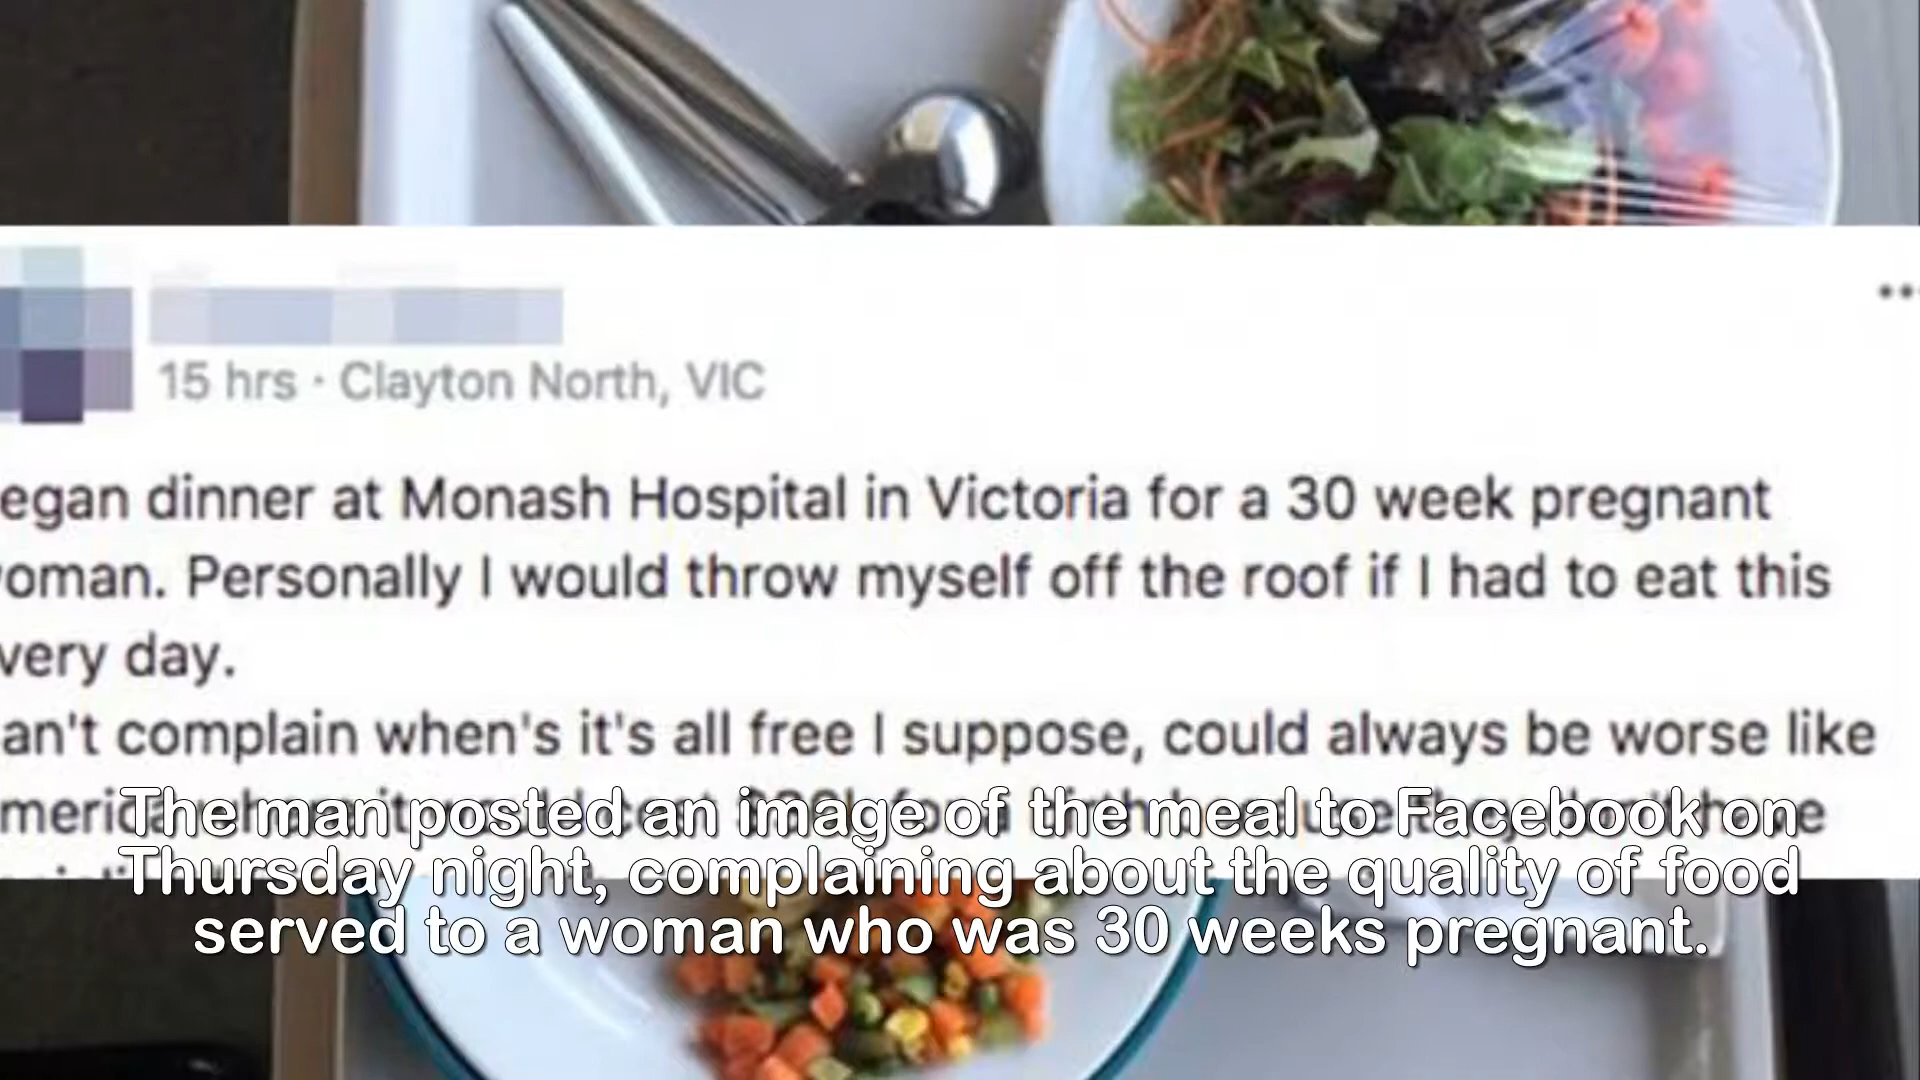 15 hrs · Clayton North, VIC
egan dinner at Monash Hospital in Victoria for a 30 week pregnant
oman. Personally I would throw myself off the roof if I had to eat this
very day.
an't complain when's it's all free I suppose, could always be worse like
The man posted an image of the meal to Facebook on
Thursday night, complaining about the quality of food
served to a woman who was 30 weeks pregnant.